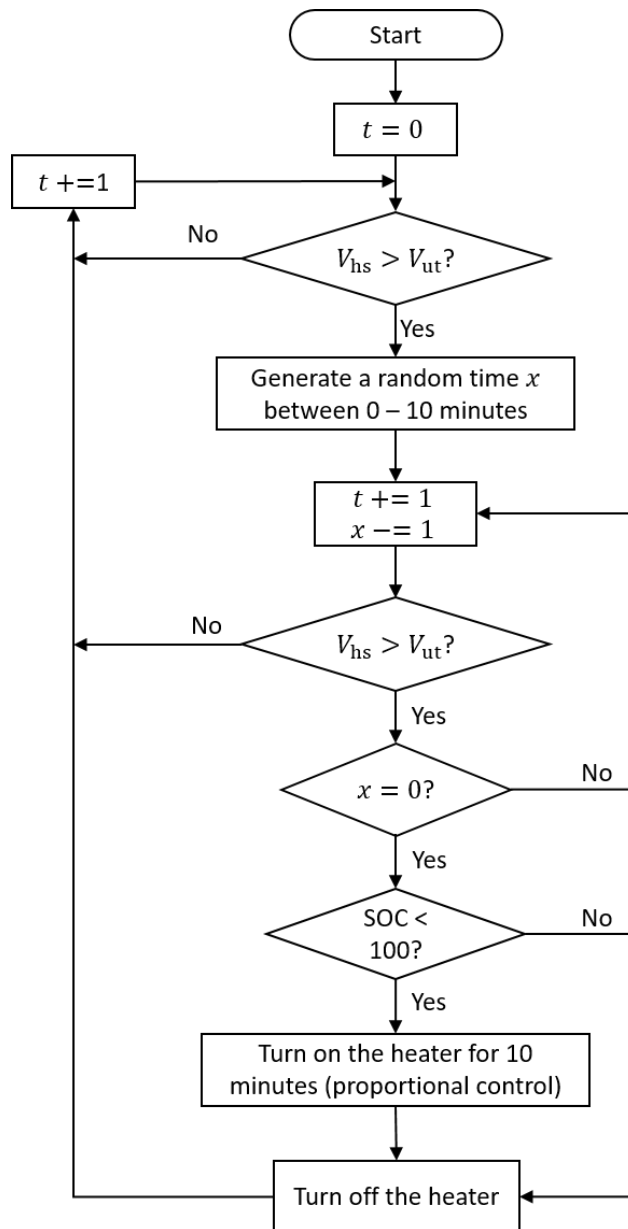 Start
t = 0
t +=1
No
V_hs > V_ut?
Yes
Generate a random time x
between 0 – 10 minutes
t += 1
x −= 1
No
V_hs > V_ut?
Yes
x = 0?
No
Yes
SOC <
100?
No
Yes
Turn on the heater for 10
minutes (proportional control)
Turn off the heater